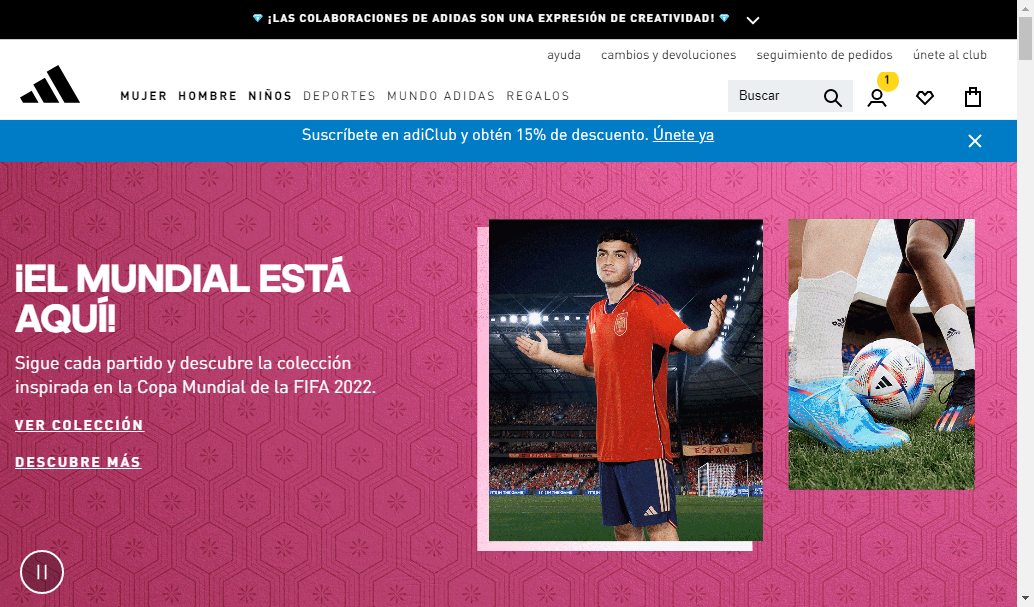 ¡LAS COLABORACIONES DE ADIDAS SON UNA EXPRESIÓN DE CREATIVIDAD!
ayuda cambios y devoluciones seguimiento de pedidos únete al club
1
MUJER HOMBRE NIÑOS DEPORTES MUNDO ADIDAS REGALOS
Buscar
Suscríbete en adiClub y obtén 15% de descuento. Únete ya
¡EL MUNDIAL ESTÁ
AQUÍ!
Sigue cada partido y descubre la colección
inspirada en la Copa Mundial de la FIFA 2022.
VER COLECCIÓN
DESCUBRE MÁS
ESPAÑA